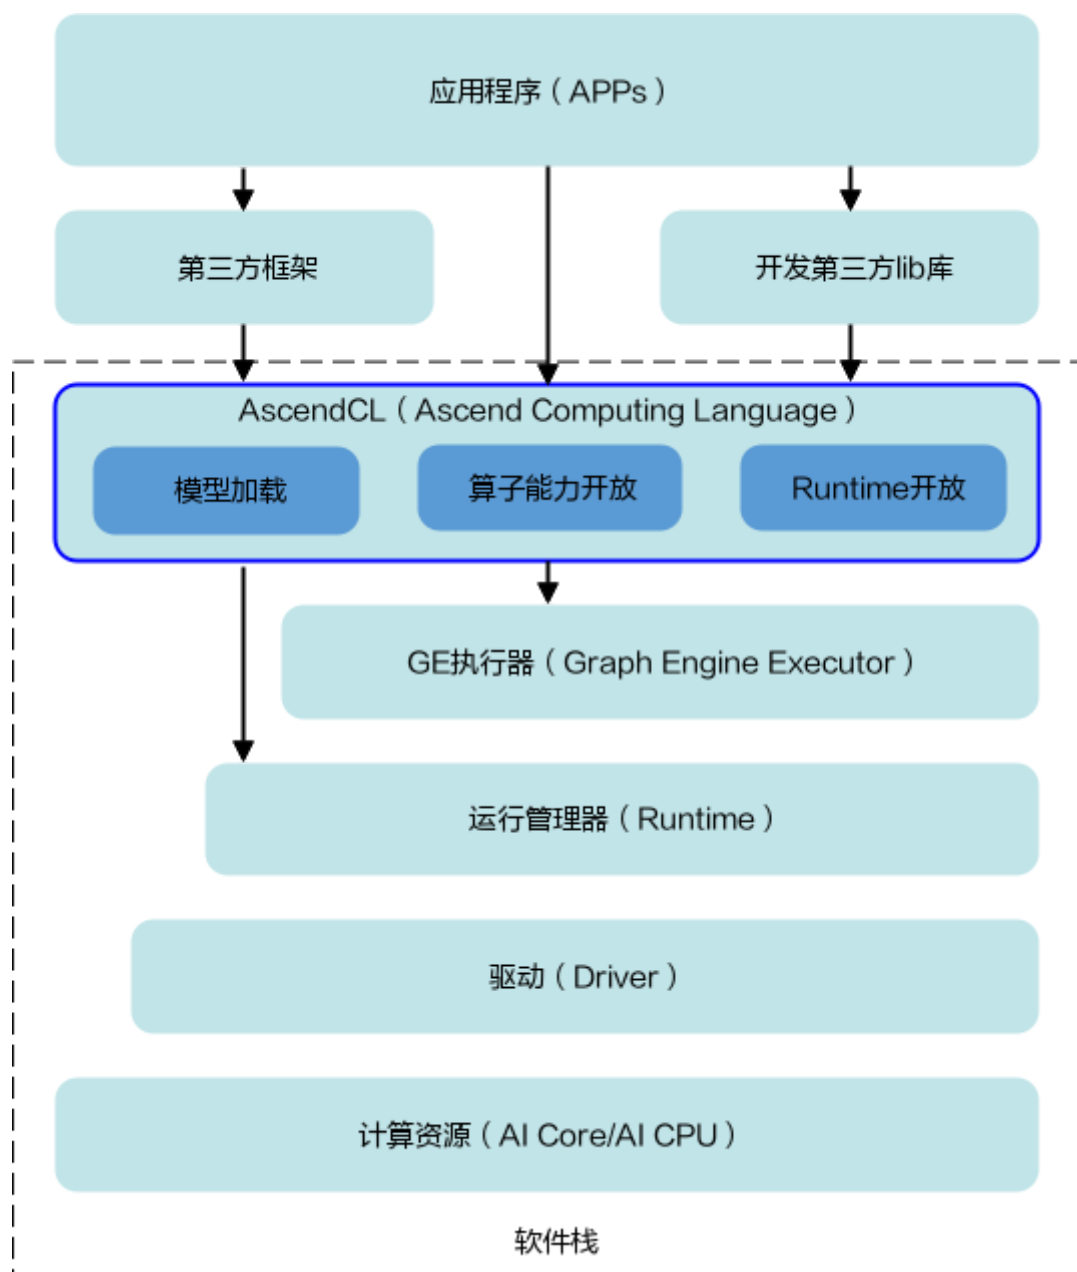 应用程序（APPs）
第三方框架
开发第三方lib库
AscendCL（Ascend Computing Language）
模型加载
算子能力开放
Runtime开放
GE执行器（Graph Engine Executor）
运行管理器（Runtime）
驱动（Driver）
计算资源（AI Core/AI CPU）
软件栈